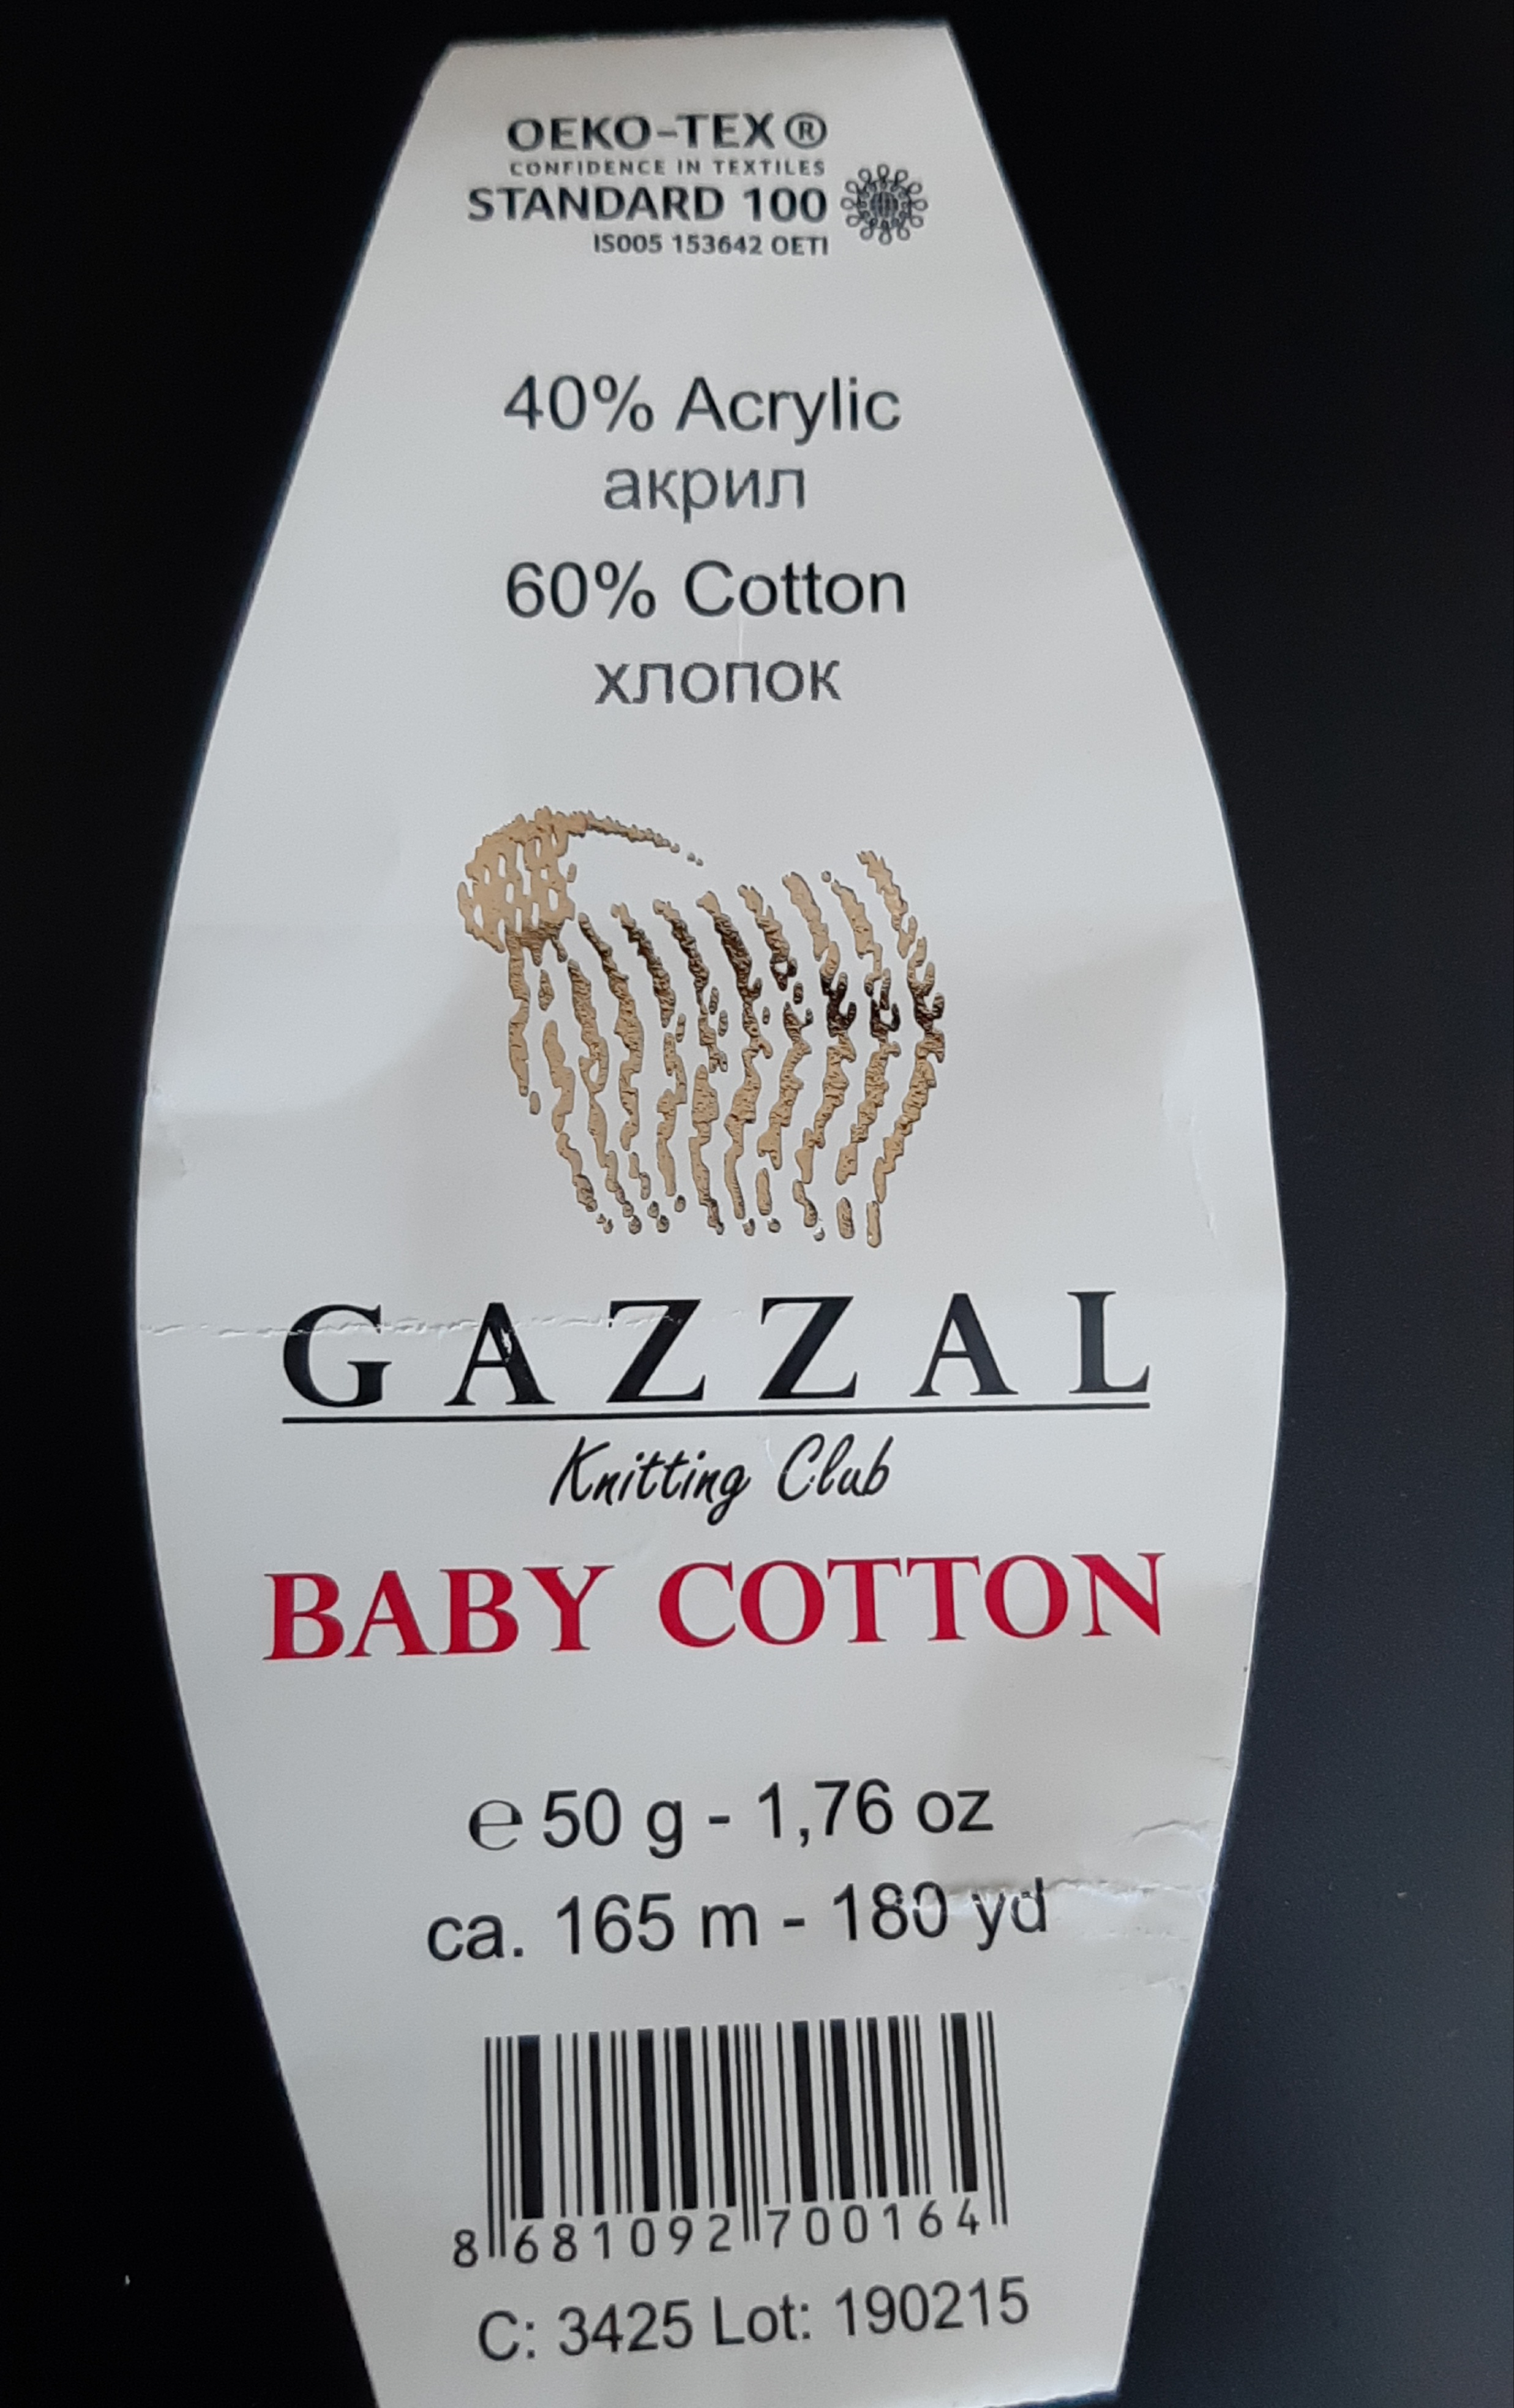 OEKO-TEX®
CONFIDENCE IN TEXTILES
STANDARD 100
IS005 153642 OETI
40% Acrylic
акрил
60% Cotton
хлопок
GAZZAL
Knitting Club
BABY COTTON
℮ 50 g - 1,76 oz
ca. 165 m - 180 yd
8 681092 700164
C: 3425 Lot: 190215